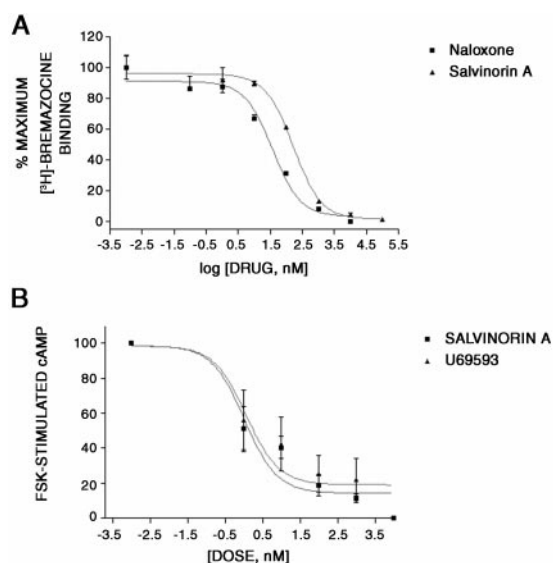 A
Naloxone
Salvinorin A
% MAXIMUM
[³H]-BREMAZOCINE
BINDING
120
100
80
60
40
20
0
-3.5 -2.5 -1.5 -0.5 0.5 1.5 2.5 3.5 4.5 5.5
log [DRUG, nM]
B
SALVINORIN A
U69593
FSK-STIMULATED cAMP
100
80
60
40
20
0
-3.5 -2.5 -1.5 -0.5 0.5 1.5 2.5 3.5
[DOSE, nM]